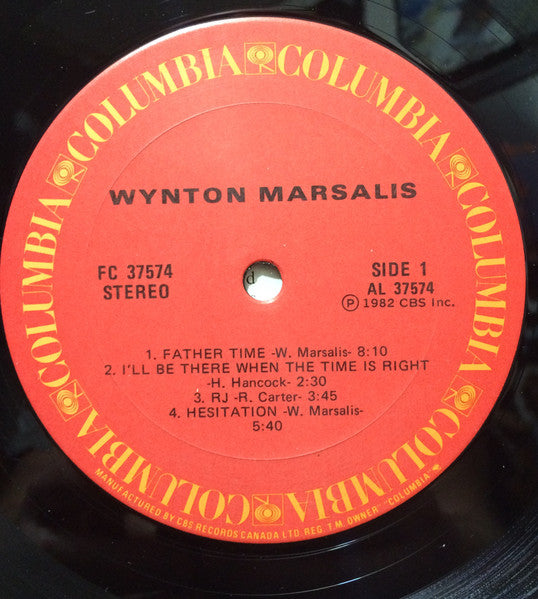 COLUMBIA COLUMBIA COLUMBIA COLUMBIA COLUMBIA COLUMBIA
WYNTON MARSALIS
FC 37574
STEREO
SIDE 1
AL 37574
Ⓟ 1982 CBS Inc.
1. FATHER TIME -W. Marsalis- 8:10
2. I'LL BE THERE WHEN THE TIME IS RIGHT
-H. Hancock- 2:30
3. RJ -R. Carter- 3:45
4. HESITATION -W. Marsalis-
5:40
MANUFACTURED BY CBS RECORDS CANADA LTD REG. T.M. OWNER "COLUMBIA"